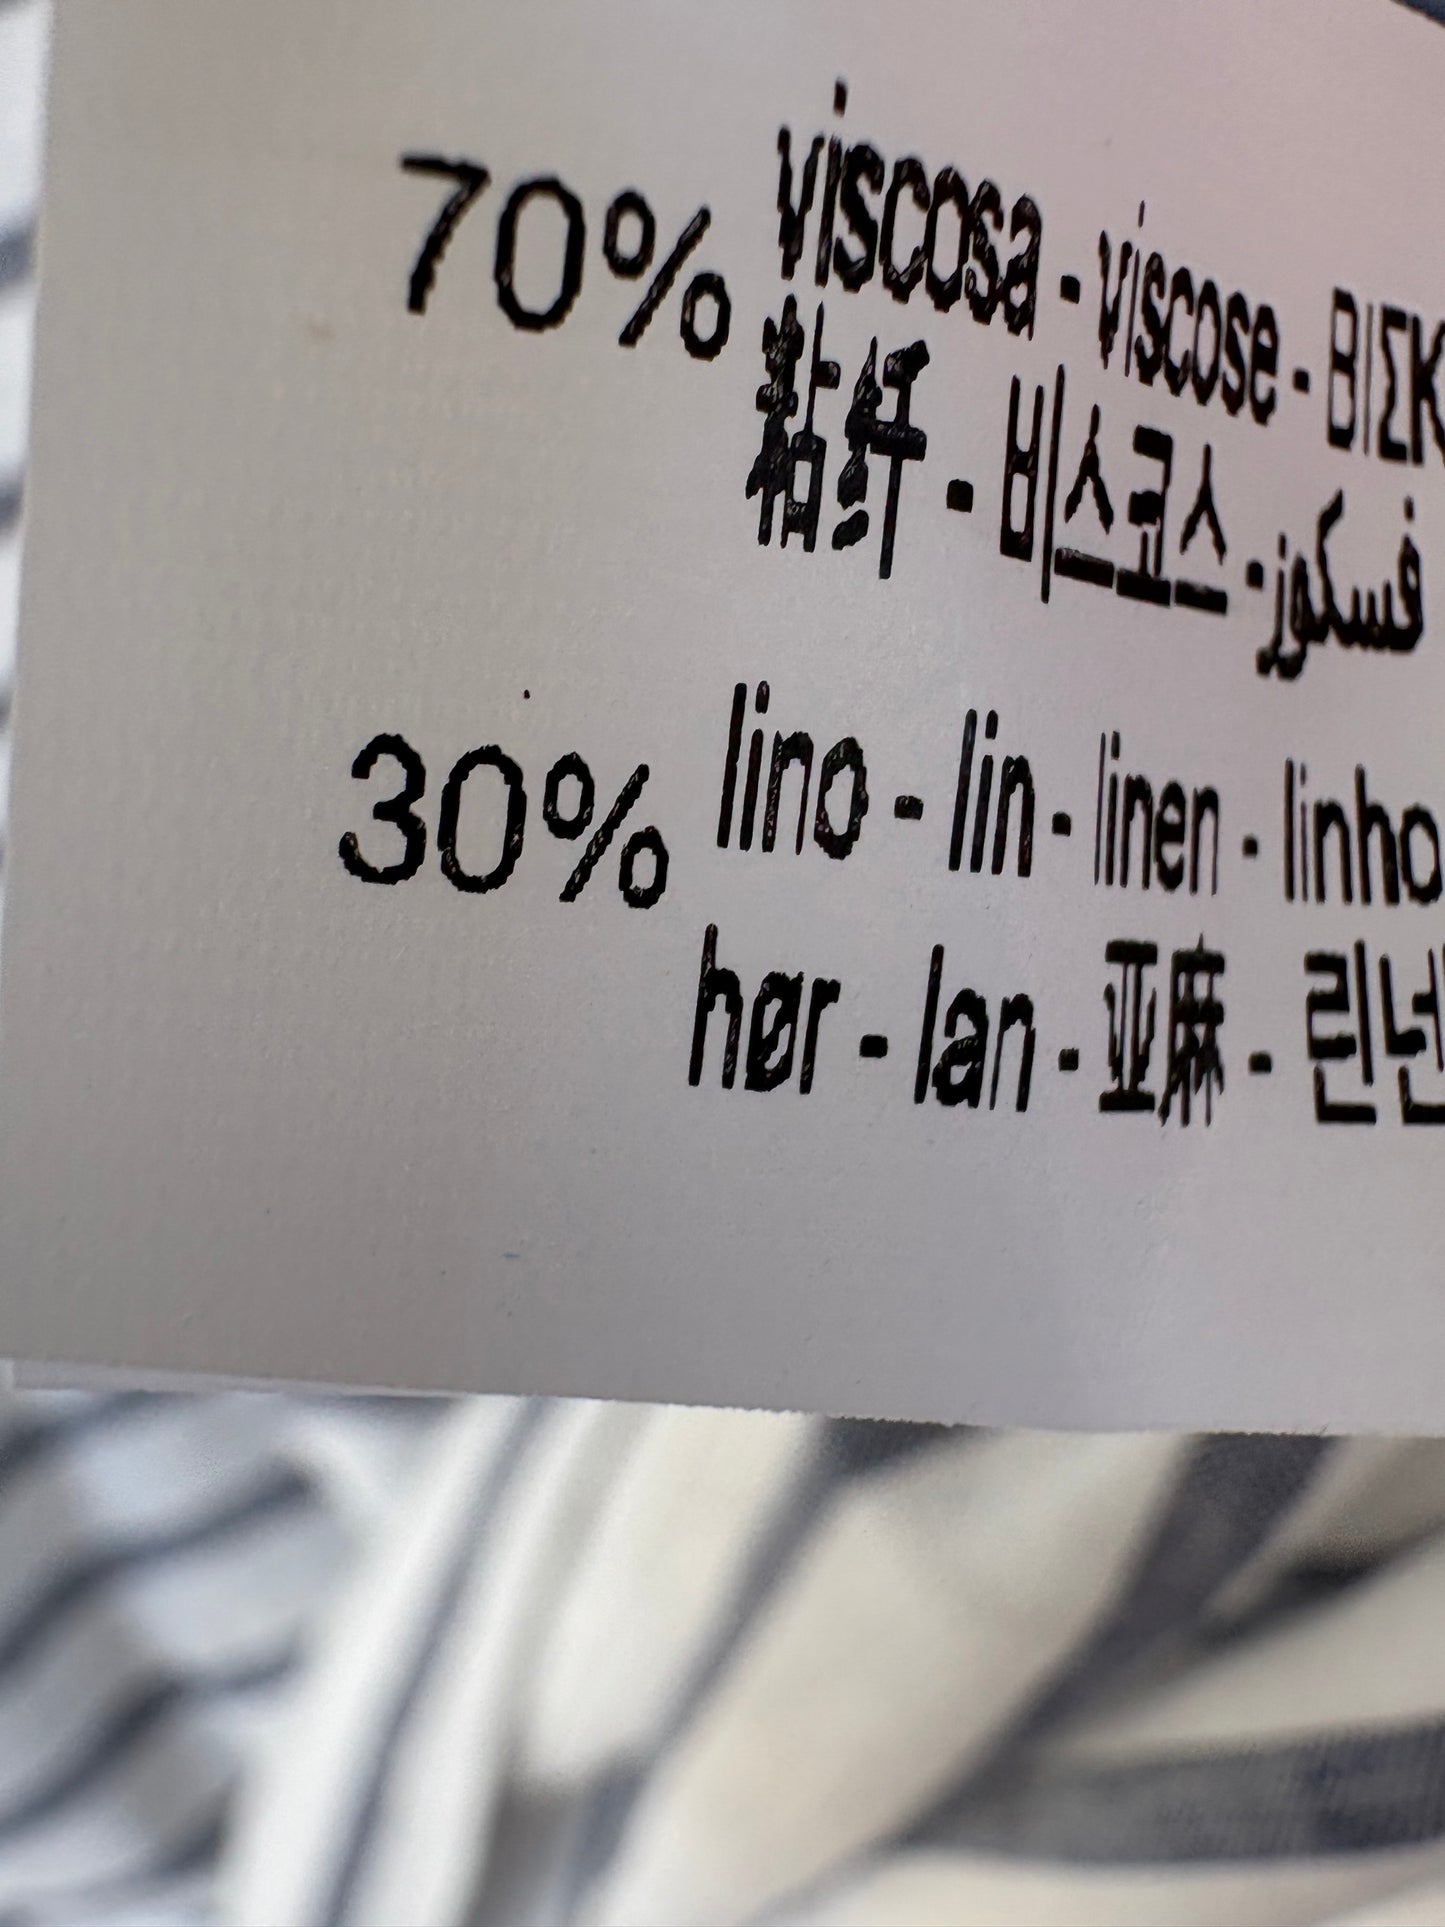 70% viscosa - viscose - ΒΙΣΚ
粘纤 - 비스코스 - فسكوز
30% lino - lin - linen - linho
hør - lan - 亚麻 - 린넨